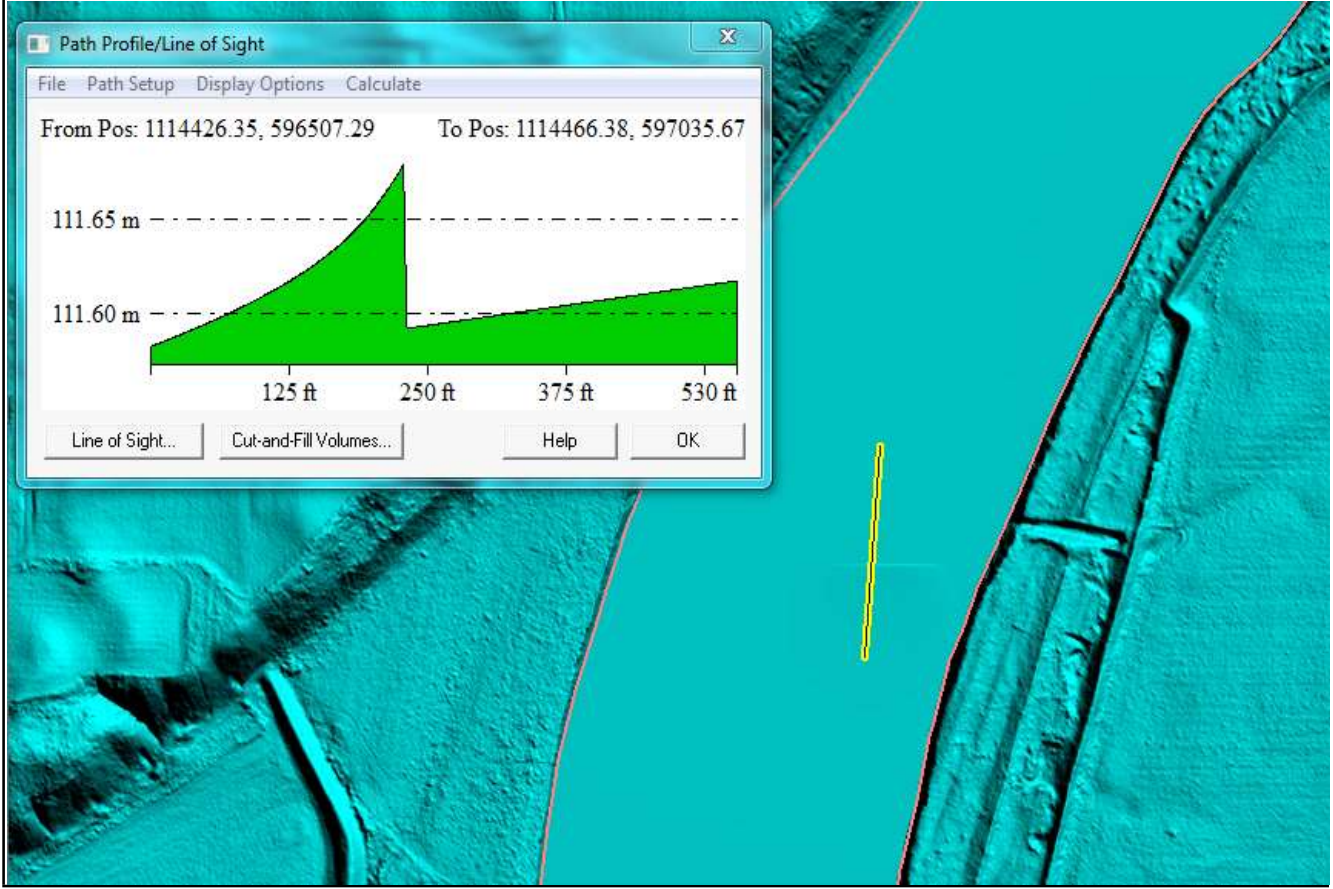 Path Profile/Line of Sight
File Path Setup Display Options Calculate
From Pos: 1114426.35, 596507.29 To Pos: 1114466.38, 597035.67
111.65 m
111.60 m
125 ft 250 ft 375 ft 530 ft
Line of Sight... Cut-and-Fill Volumes... Help OK